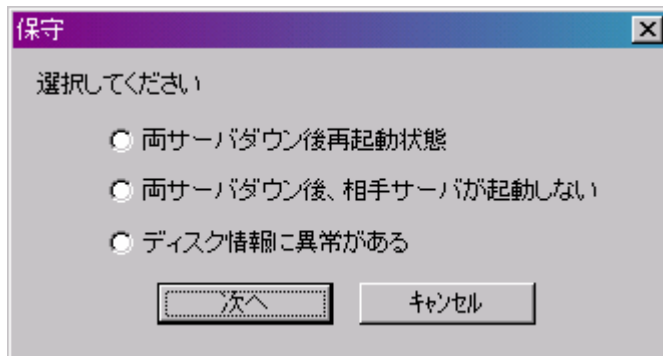 保守
選択してください
両サーバダウン後再起動状態
両サーバダウン後、相手サーバが起動しない
ディスク情報に異常がある
次へ
キャンセル